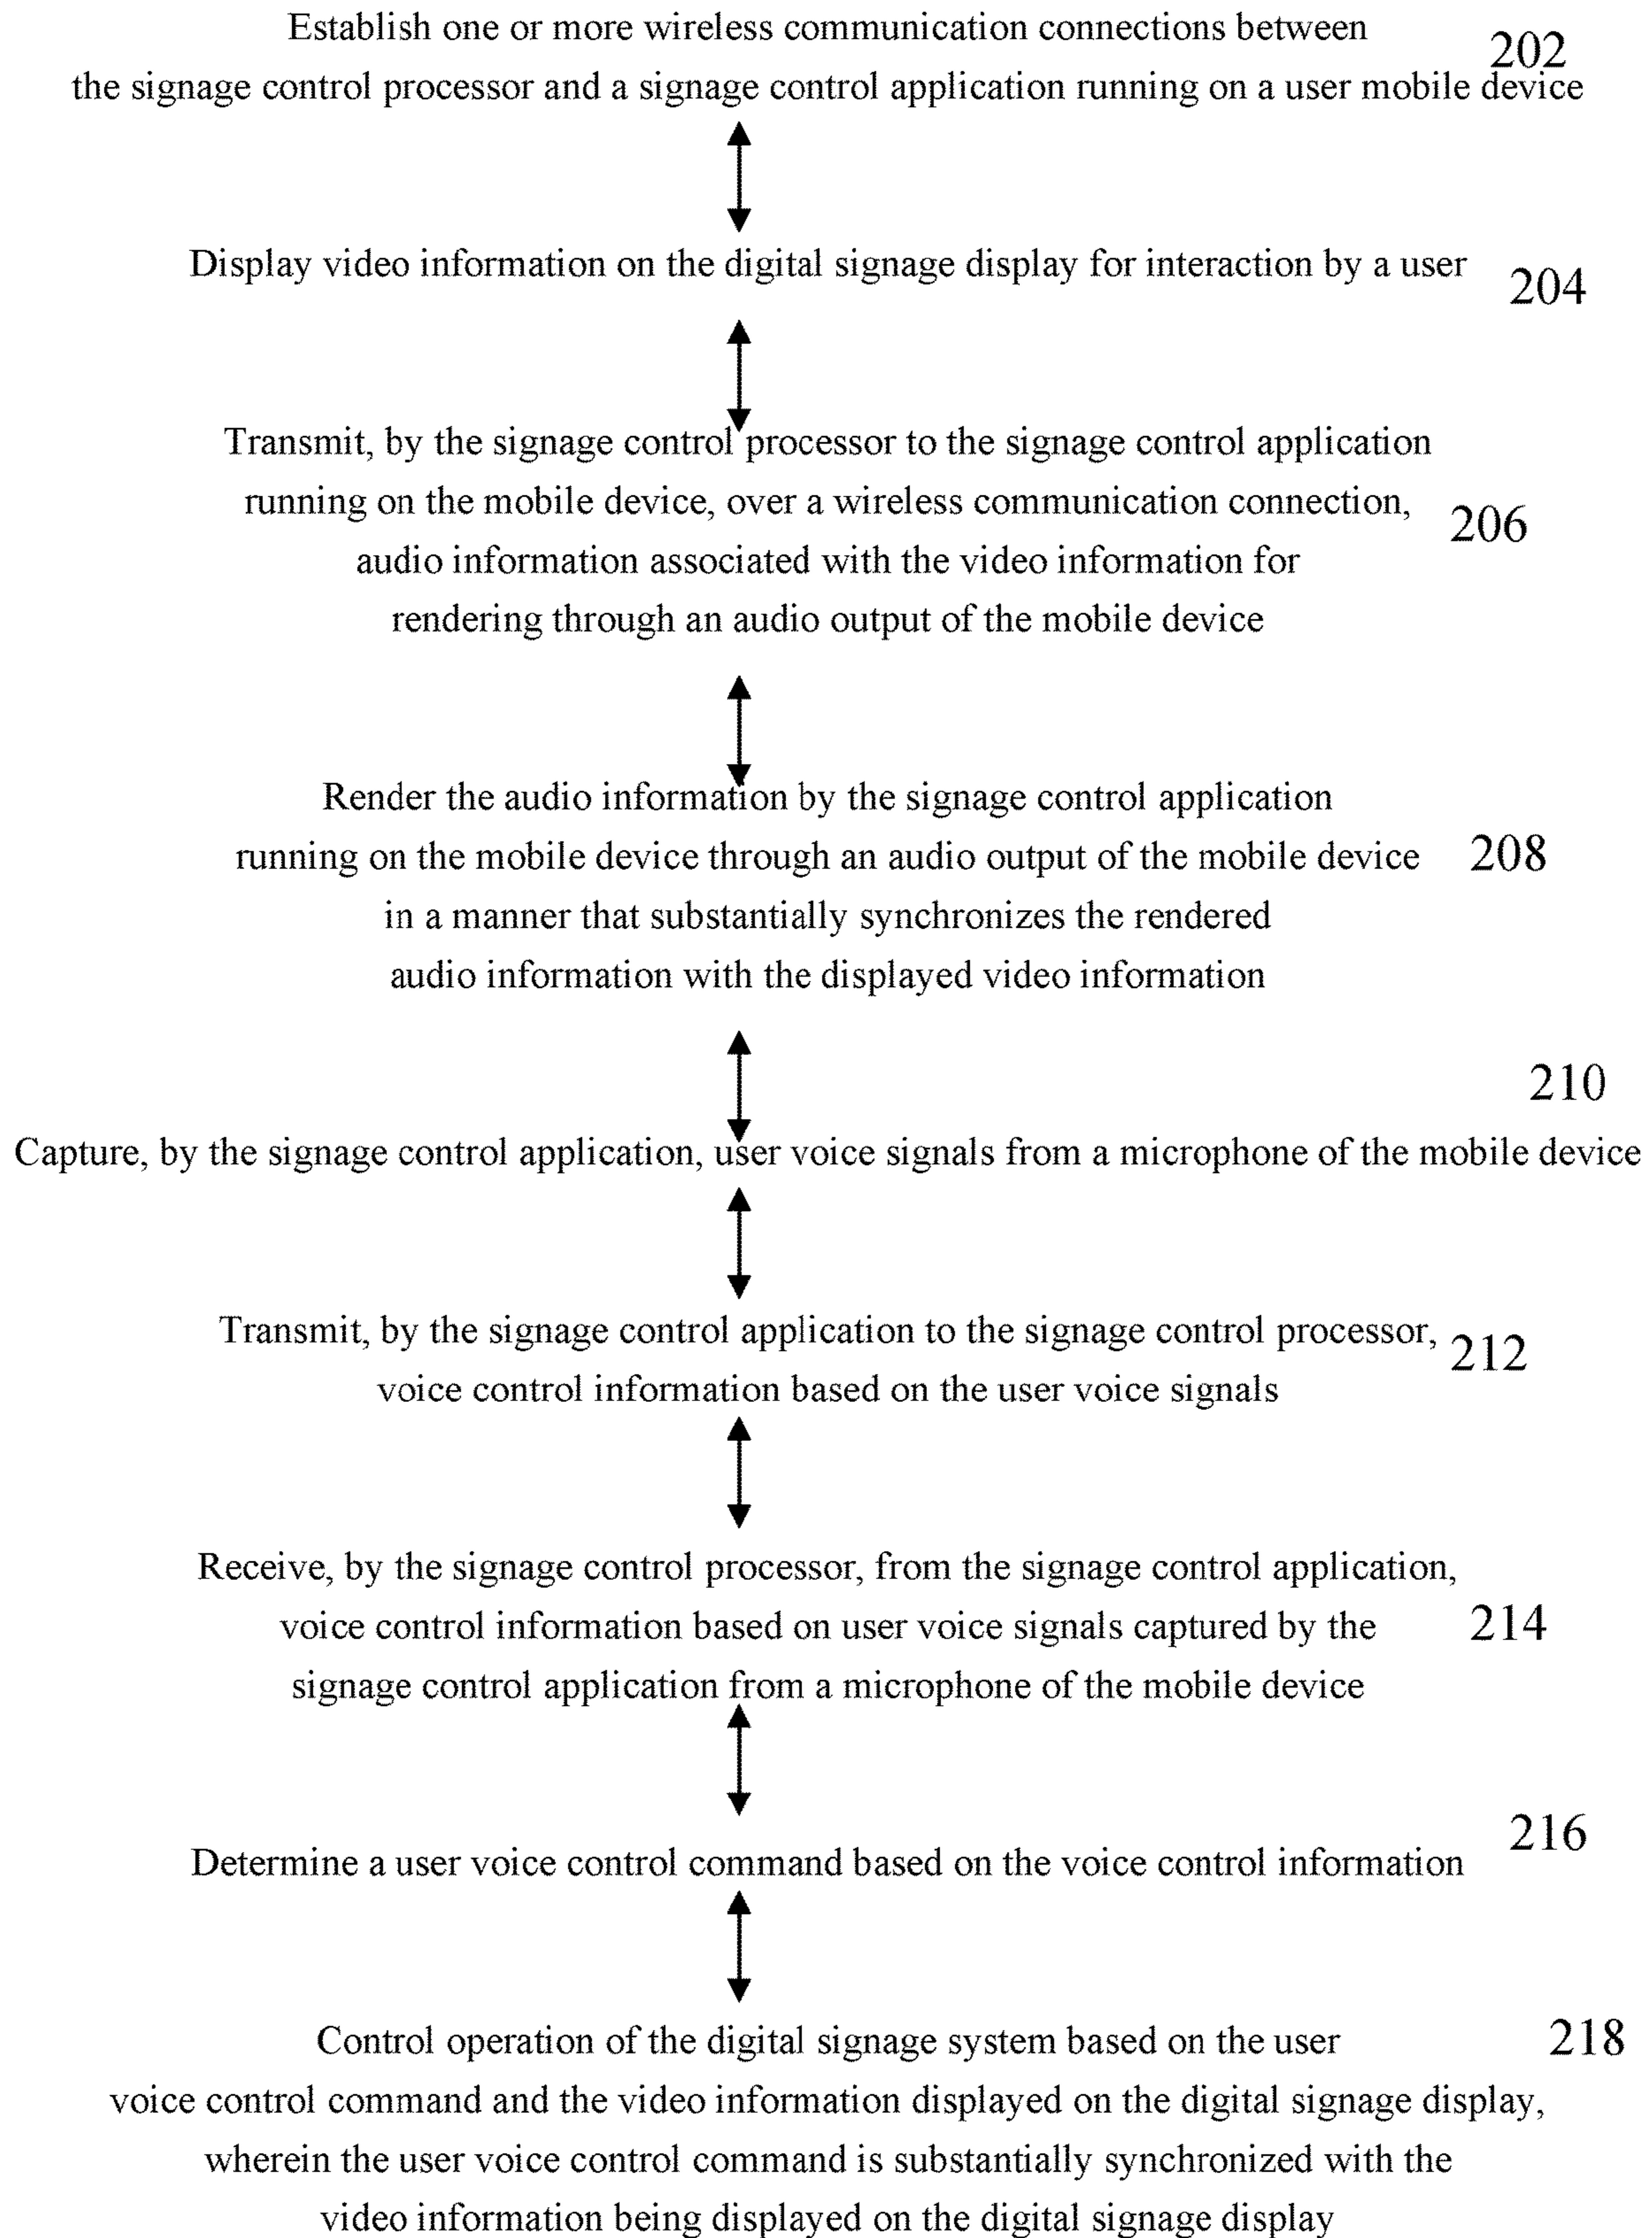 Establish one or more wireless communication connections between
202
the signage control processor and a signage control application running on a user mobile device
Display video information on the digital signage display for interaction by a user
204
Transmit, by the signage control processor to the signage control application
running on the mobile device, over a wireless communication connection,
206
audio information associated with the video information for
rendering through an audio output of the mobile device
Render the audio information by the signage control application
running on the mobile device through an audio output of the mobile device
208
in a manner that substantially synchronizes the rendered
audio information with the displayed video information
210
Capture, by the signage control application, user voice signals from a microphone of the mobile device
Transmit, by the signage control application to the signage control processor,
212
voice control information based on the user voice signals
Receive, by the signage control processor, from the signage control application,
voice control information based on user voice signals captured by the
214
signage control application from a microphone of the mobile device
216
Determine a user voice control command based on the voice control information
Control operation of the digital signage system based on the user
218
voice control command and the video information displayed on the digital signage display,
wherein the user voice control command is substantially synchronized with the
video information being displayed on the digital signage display